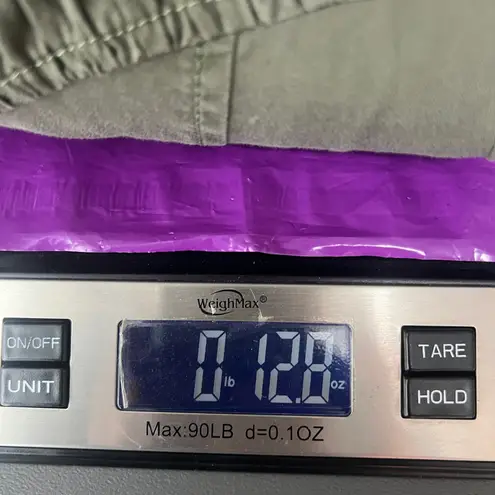 WeighMax®
ON/OFF
UNIT
0 lb 12.8 oz
TARE
HOLD
Max:90LB d=0.1OZ